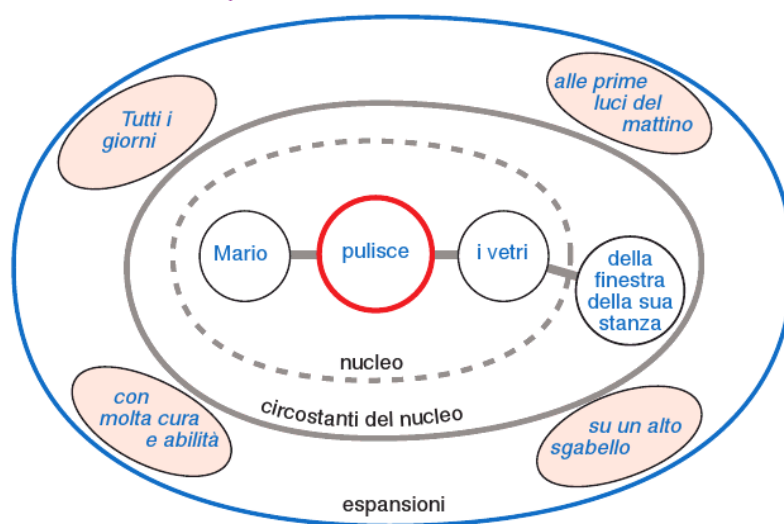 Tutti i
giorni
alle prime
luci del
mattino
Mario
pulisce
i vetri
della
finestra
della sua
stanza
nucleo
circostanti del nucleo
con
molta cura
e abilità
su un alto
sgabello
espansioni